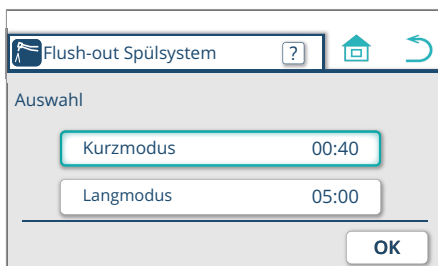 Flush-out Spülsystem ?
Auswahl
Kurzmodus 00:40
Langmodus 05:00
OK